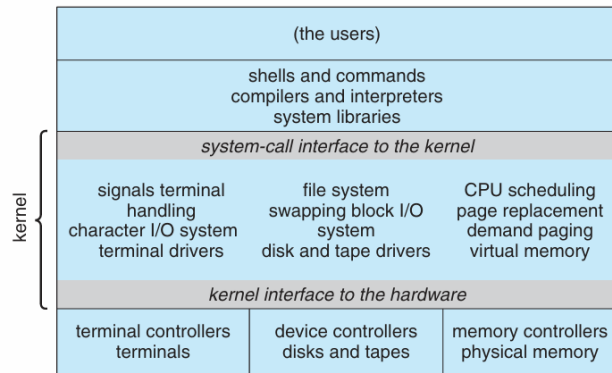 (the users)
shells and commands
compilers and interpreters
system libraries
kernel
system-call interface to the kernel
signals terminal
handling
character I/O system
terminal drivers
file system
swapping block I/O
system
disk and tape drivers
CPU scheduling
page replacement
demand paging
virtual memory
kernel interface to the hardware
terminal controllers
terminals
device controllers
disks and tapes
memory controllers
physical memory